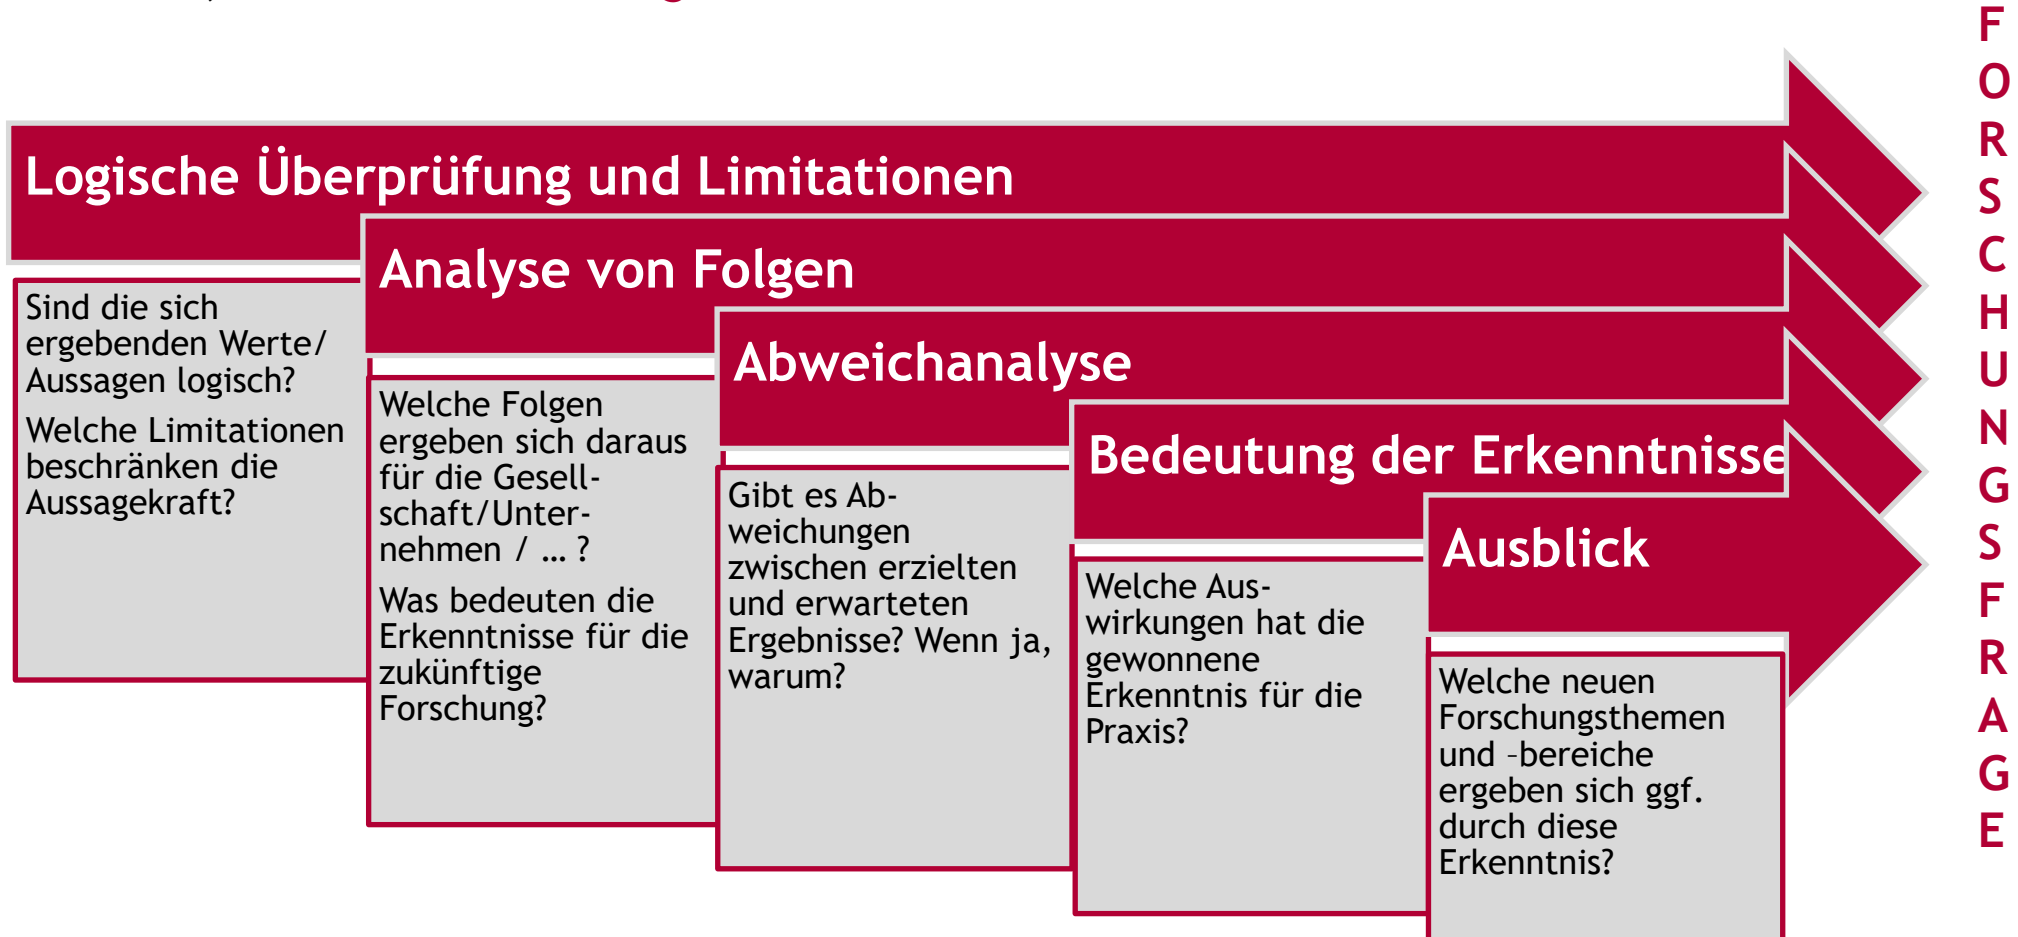 Logische Überprüfung und Limitationen
Sind die sich
ergebenden Werte/
Aussagen logisch?
Welche Limitationen
beschränken die
Aussagekraft?
Analyse von Folgen
Welche Folgen
ergeben sich daraus
für die Gesell-
schaft/Unter-
nehmen / … ?
Was bedeuten die
Erkenntnisse für die
zukünftige
Forschung?
Abweichanalyse
Gibt es Ab-
weichungen
zwischen erzielten
und erwarteten
Ergebnisse? Wenn ja,
warum?
Bedeutung der Erkenntnisse
Welche Aus-
wirkungen hat die
gewonnene
Erkenntnis für die
Praxis?
Ausblick
Welche neuen
Forschungsthemen
und –bereiche
ergeben sich ggf.
durch diese
Erkenntnis?
F
O
R
S
C
H
U
N
G
S
F
R
A
G
E